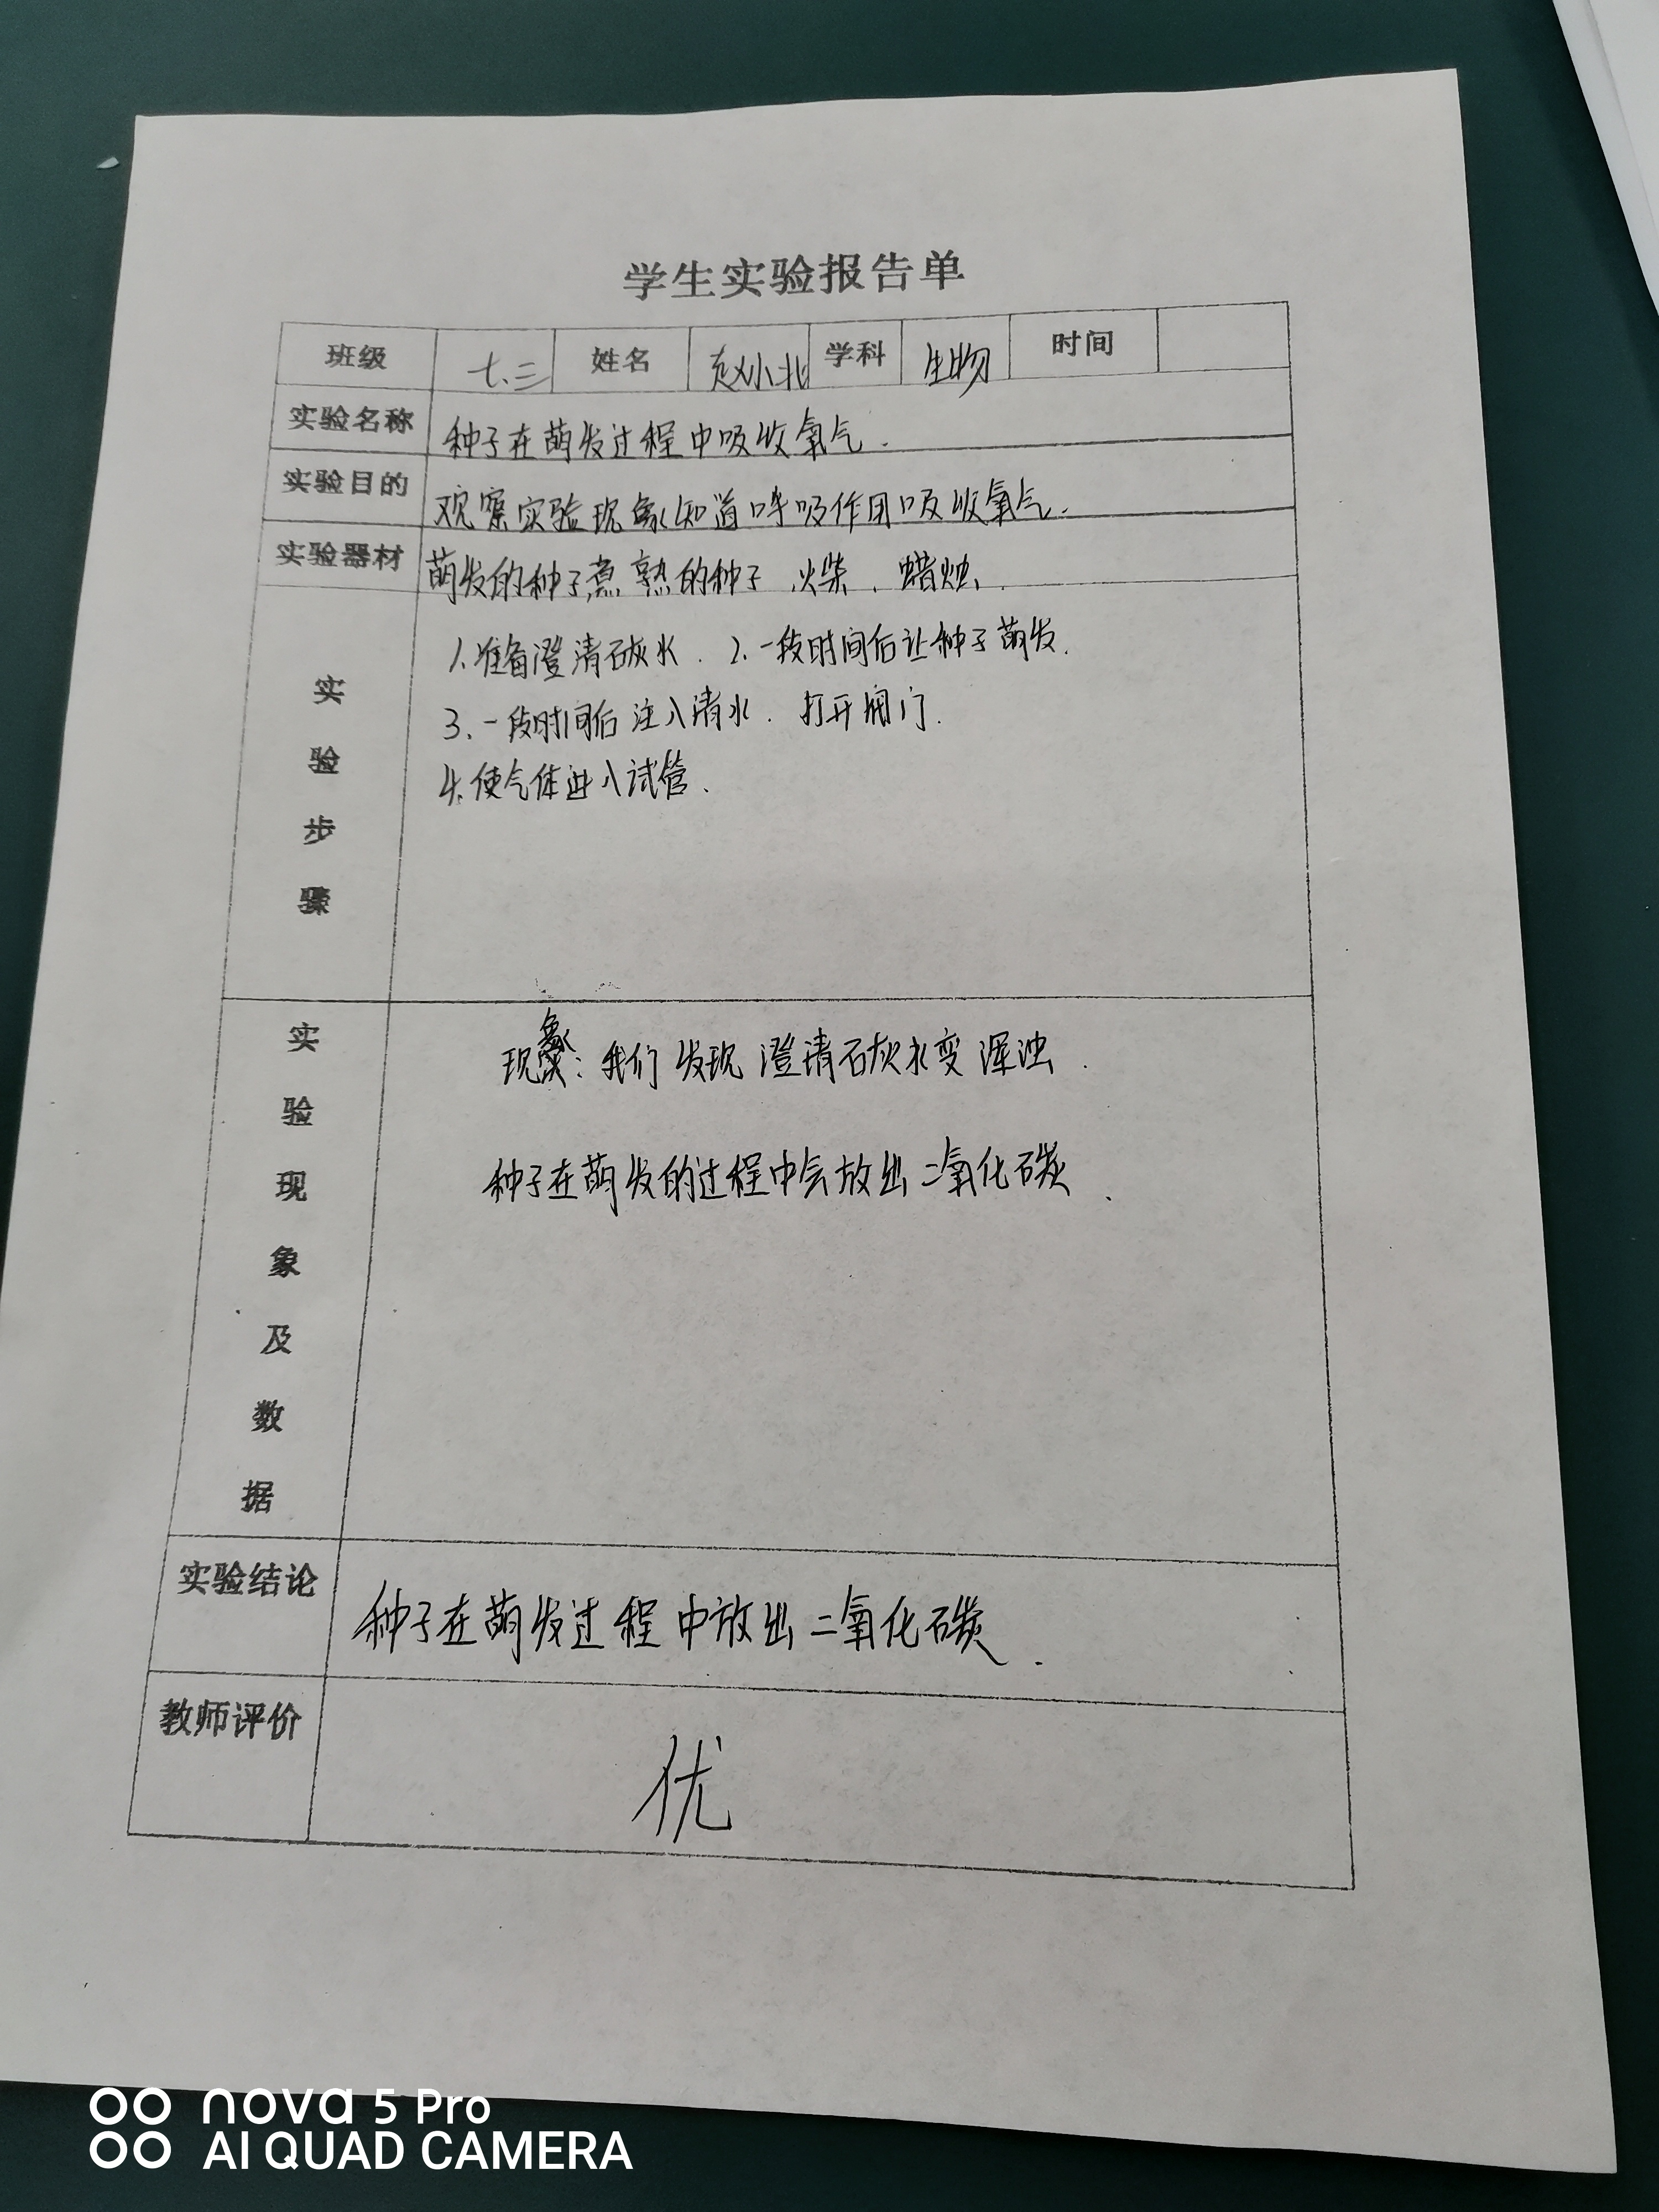 学生实验报告单
班级 七、三 姓名 赵小北 学科 生物 时间
实验名称 种子在萌发过程中吸收氧气.
实验目的 观察实验现象知道呼吸作用吸收氧气.
实验器材 萌发的种子,煮熟的种子 火柴、蜡烛.
实验步骤
1.准备澄清石灰水. 2.一段时间后让种子萌发.
3.一段时间后注入清水. 打开阀门.
4.使气体进入试管.
实验现象及数据
现象:我们发现澄清石灰水变浑浊.
种子在萌发的过程中会放出二氧化碳.
实验结论 种子在萌发过程中放出二氧化碳.
教师评价
优
nova 5 Pro
AI QUAD CAMERA